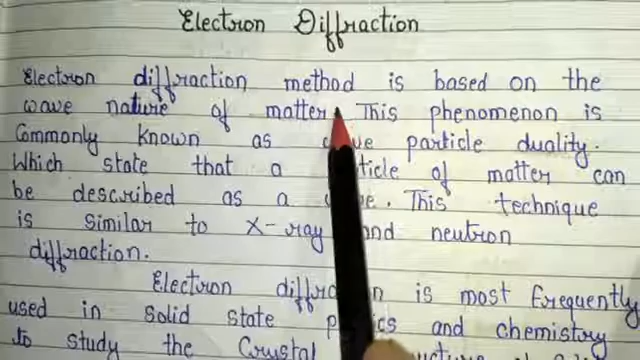 Electron Diffraction
Electron diffraction method is based on the
wave nature of matter. This phenomenon is
Commonly known as particle duality.
Which state that a of matter can
be described as a . This technique
is similar to X-ray and neutron
diffraction.
Electron is most frequently
used in solid state and chemistry
to study the Crystal